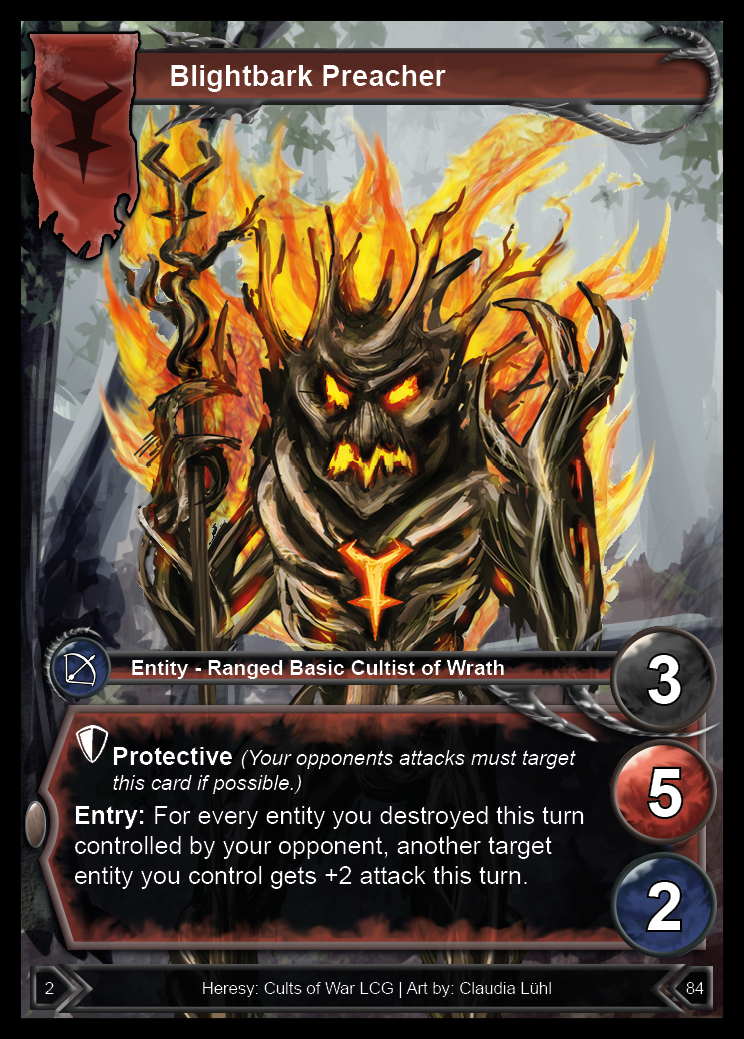 Blightbark Preacher
Entity - Ranged Basic Cultist of Wrath
3
Protective (Your opponents attacks must target
this card if possible.)
5
Entry: For every entity you destroyed this turn
controlled by your opponent, another target
entity you control gets +2 attack this turn.
2
2
Heresy: Cults of War LCG | Art by: Claudia Lühl
84